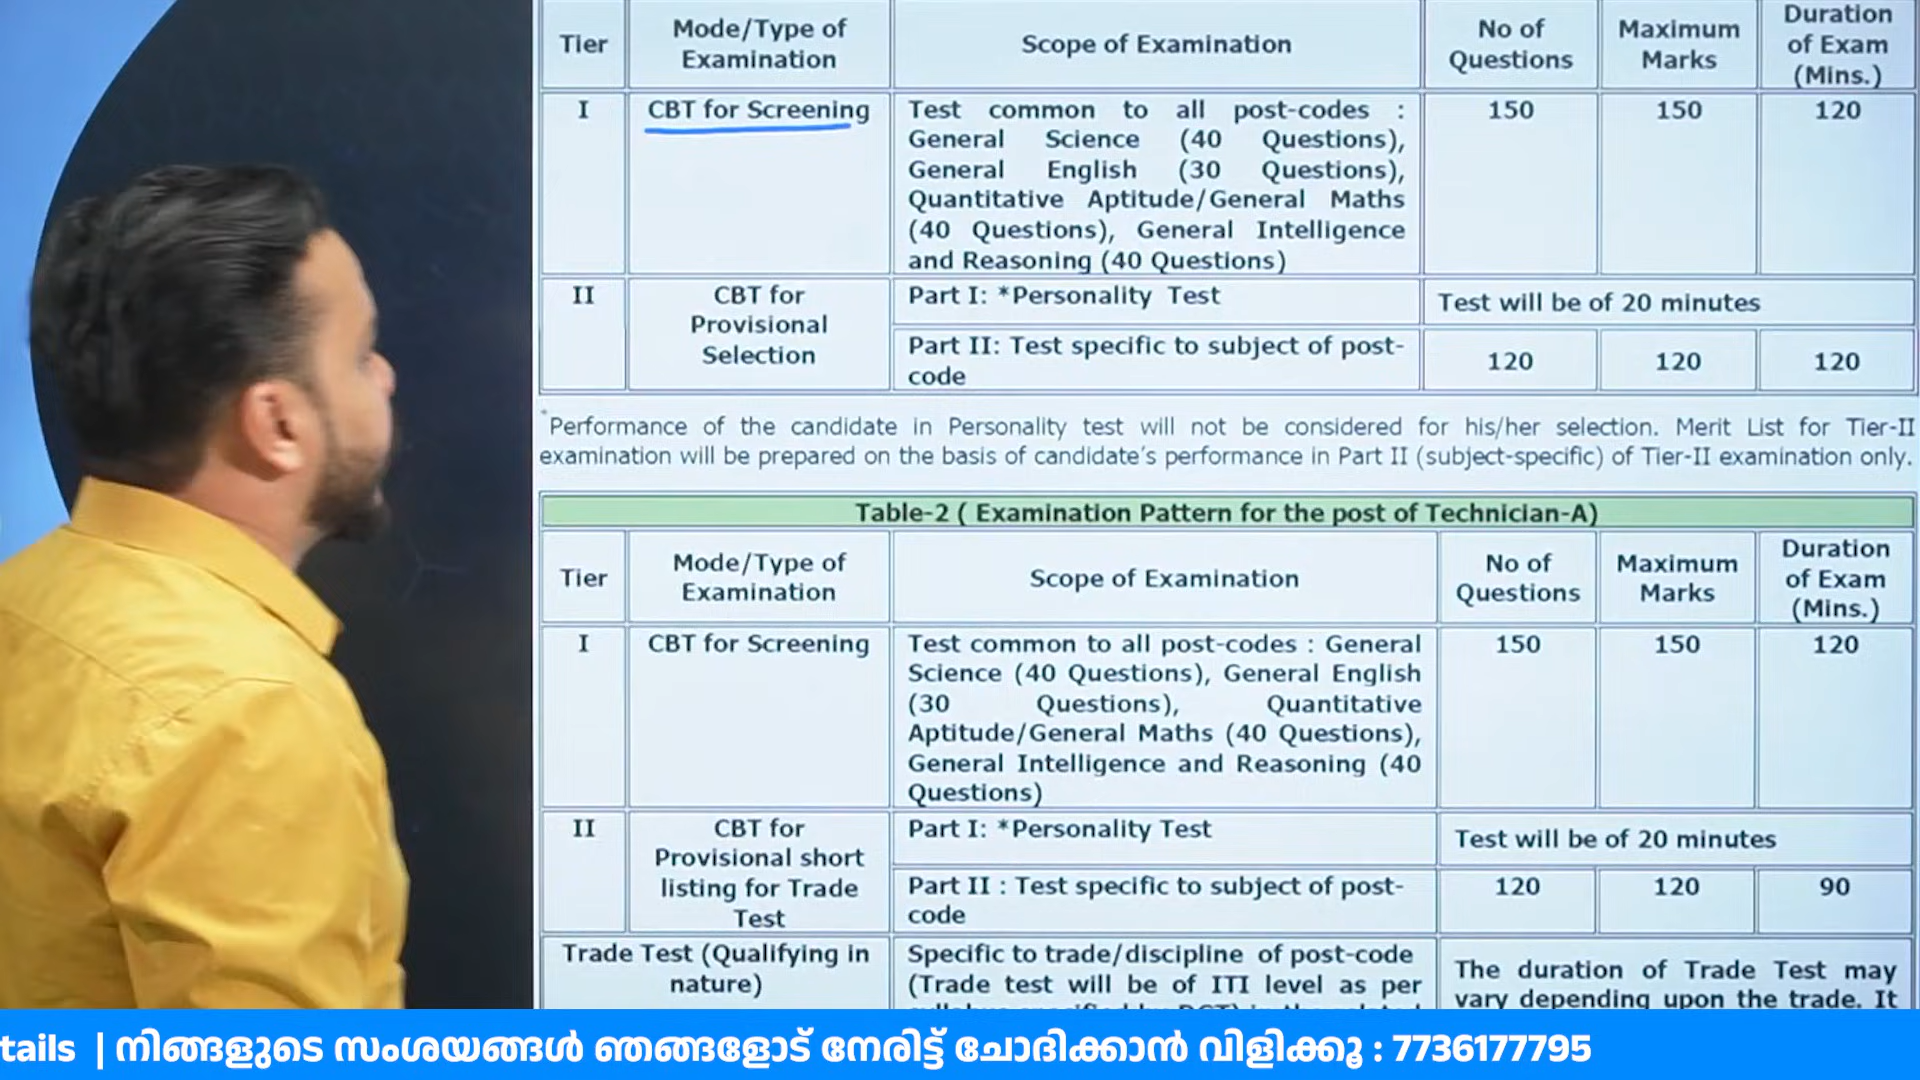 Tier
Mode/Type of
Examination
Scope of Examination
No of
Questions
Maximum
Marks
Duration
of Exam
(Mins.)
I
CBT for Screening
Test common to all post-codes :
General Science (40 Questions),
General English (30 Questions),
Quantitative Aptitude/General Maths
(40 Questions), General Intelligence
and Reasoning (40 Questions)
150
150
120
II
CBT for
Provisional
Selection
Part I: *Personality Test
Test will be of 20 minutes
Part II: Test specific to subject of post-
code
120
120
120
*Performance of the candidate in Personality test will not be considered for his/her selection. Merit List for Tier-II
examination will be prepared on the basis of candidate's performance in Part II (subject-specific) of Tier-II examination only.
Table-2 ( Examination Pattern for the post of Technician-A)
Tier
Mode/Type of
Examination
Scope of Examination
No of
Questions
Maximum
Marks
Duration
of Exam
(Mins.)
I
CBT for Screening
Test common to all post-codes : General
Science (40 Questions), General English
(30 Questions), Quantitative
Aptitude/General Maths (40 Questions),
General Intelligence and Reasoning (40
Questions)
150
150
120
II
CBT for
Provisional short
listing for Trade
Test
Part I: *Personality Test
Test will be of 20 minutes
Part II : Test specific to subject of post-
code
120
120
90
Trade Test (Qualifying in
nature)
Specific to trade/discipline of post-code
(Trade test will be of ITI level as per
The duration of Trade Test may
vary depending upon the trade. It
tails | നിങ്ങളുടെ സംശയങ്ങൾ ഞങ്ങളോട് നേരിട്ട് ചോദിക്കാൻ വിളിക്കൂ : 7736177795